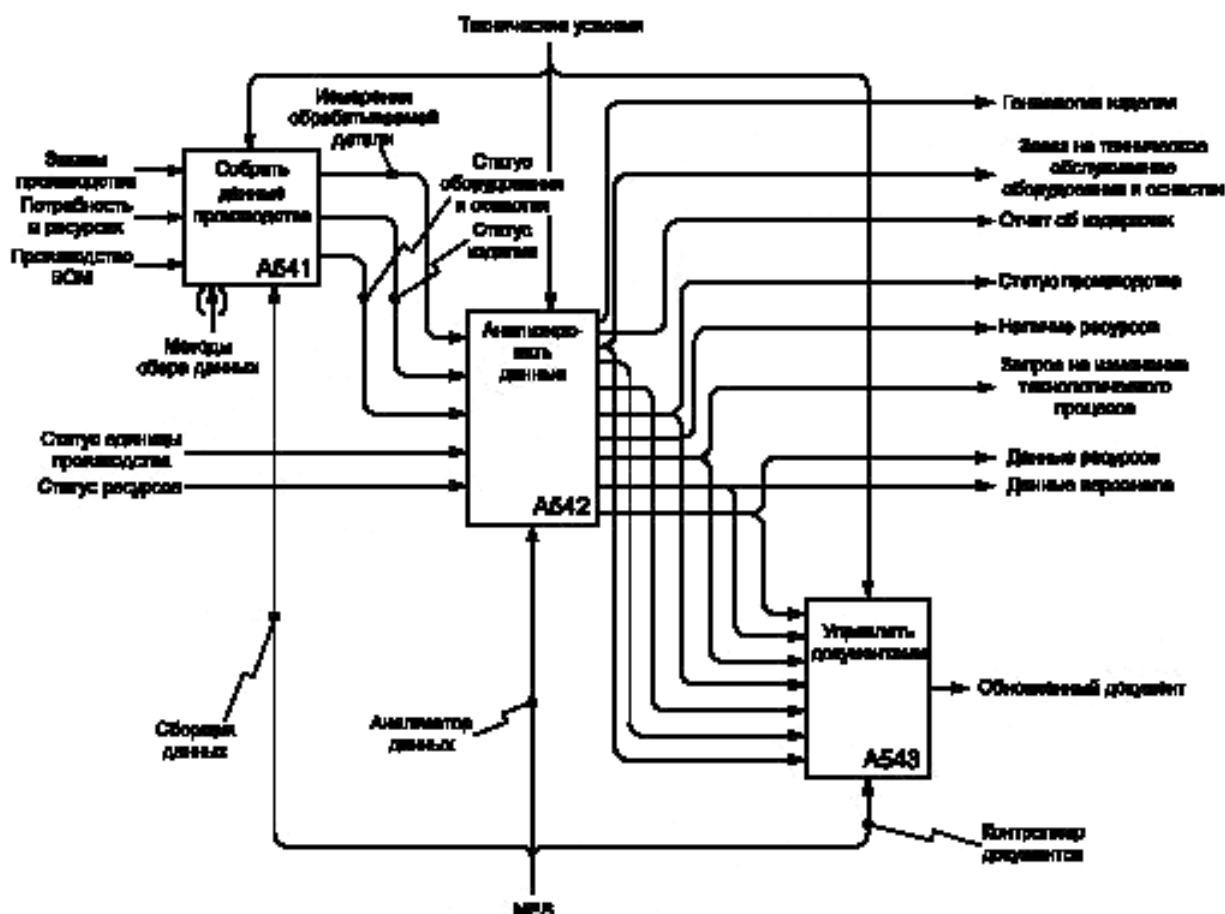 Технические условия
Измерения
обрабатываемой
детали
Генеалогия изделия
Заказы
производства
Потребность
в ресурсах
Производство
BOM
Собрать
данные
производства
A541
Методы
сбора данных
Статус
оборудования
и оснастки
Статус
изделия
Заказ на техническое
обслуживание
оборудования и оснастки
Отчет об издержках
Статус производства
Наличие ресурсов
Запрос на изменение
технологического
процесса
Анализиро-
вать
данные
A542
Статус единицы
производства
Статус ресурсов
Данные ресурсов
Данные персонала
Управлять
документами
A543
Обновленный документ
Сборщик
данных
Анализатор
данных
Контроллер
документов
MES